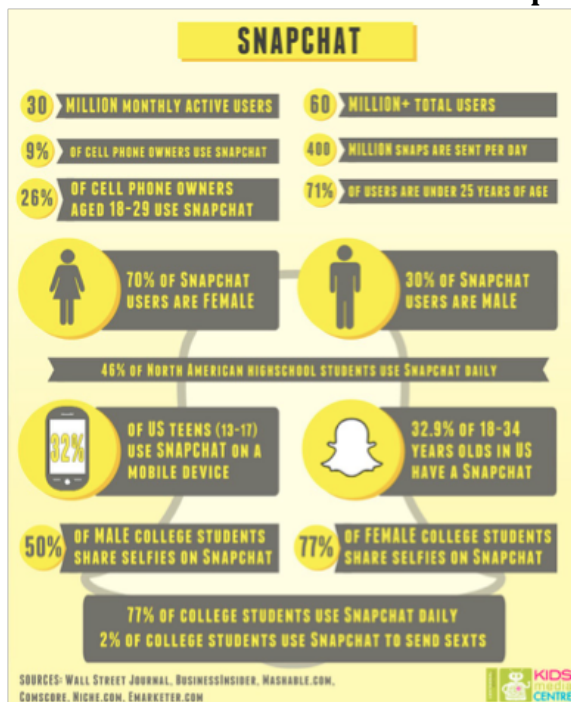 SNAPCHAT
30 MILLION MONTHLY ACTIVE USERS
60 MILLION+ TOTAL USERS
9% OF CELL PHONE OWNERS USE SNAPCHAT
400 MILLION SNAPS ARE SENT PER DAY
26% OF CELL PHONE OWNERS
AGED 18-29 USE SNAPCHAT
71% OF USERS ARE UNDER 25 YEARS OF AGE
70% OF SNAPCHAT
USERS ARE FEMALE
30% OF SNAPCHAT
USERS ARE MALE
46% OF NORTH AMERICAN HIGHSCHOOL STUDENTS USE SNAPCHAT DAILY
32%
OF US TEENS (13-17)
USE SNAPCHAT ON A
MOBILE DEVICE
32.9% OF 18-34
YEARS OLDS IN US
HAVE A SNAPCHAT
50% OF MALE COLLEGE STUDENTS
SHARE SELFIES ON SNAPCHAT
77% OF FEMALE COLLEGE STUDENTS
SHARE SELFIES ON SNAPCHAT
77% OF COLLEGE STUDENTS USE SNAPCHAT DAILY
2% OF COLLEGE STUDENTS USE SNAPCHAT TO SEND SEXTS
SOURCES: WALL STREET JOURNAL, BUSINESSINSIDER, MASHABLE.COM,
COMSCORE, NICHE.COM, EMARKETER.COM
KIDS
media
CENTRE